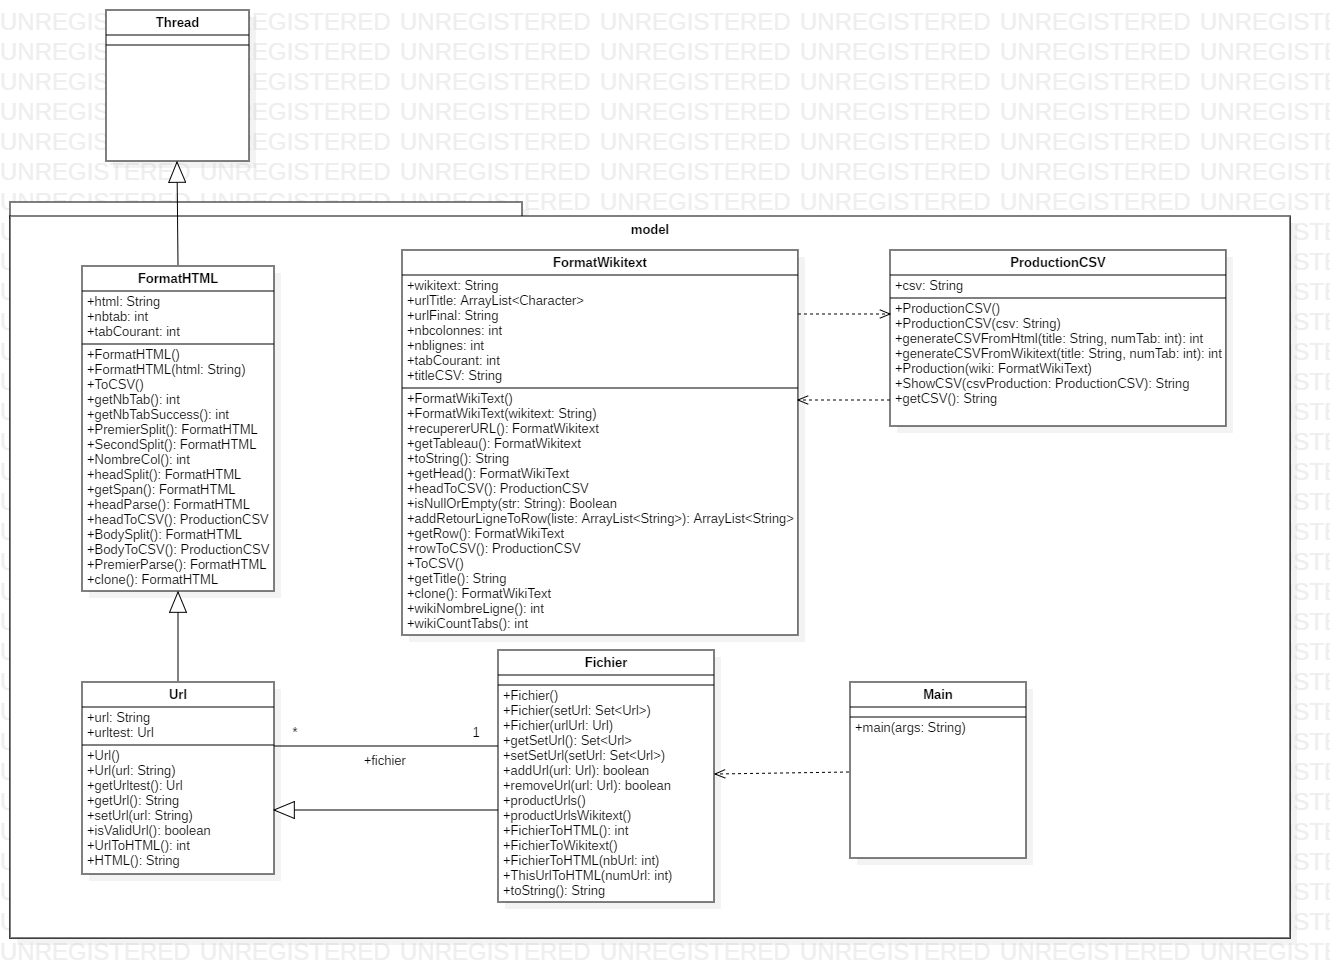 Thread
model
FormatHTML
+html: String
+nbtab: int
+tabCourant: int
+FormatHTML()
+FormatHTML(html: String)
+ToCSV()
+getNbTab(): int
+getNbTabSuccess(): int
+PremierSplit(): FormatHTML
+SecondSplit(): FormatHTML
+NombreCol(): int
+headSplit(): FormatHTML
+getSpan(): FormatHTML
+headParse(): FormatHTML
+headToCSV(): ProductionCSV
+BodySplit(): FormatHTML
+BodyToCSV(): ProductionCSV
+PremierParse(): FormatHTML
+clone(): FormatHTML
FormatWikitext
+wikitext: String
+urlTitle: ArrayList<Character>
+urlFinal: String
+nbcolonnes: int
+nblignes: int
+tabCourant: int
+titleCSV: String
+FormatWikiText()
+FormatWikiText(wikitext: String)
+recupererURL(): FormatWikitext
+getTableau(): FormatWikitext
+toString(): String
+getHead(): FormatWikiText
+headToCSV(): ProductionCSV
+isNullOrEmpty(str: String): Boolean
+addRetourLigneToRow(liste: ArrayList<String>): ArrayList<String>
+getRow(): FormatWikiText
+rowToCSV(): ProductionCSV
+ToCSV()
+getTitle(): String
+clone(): FormatWikiText
+wikiNombreLigne(): int
+wikiCountTabs(): int
ProductionCSV
+csv: String
+ProductionCSV()
+ProductionCSV(csv: String)
+generateCSVFromHtml(title: String, numTab: int): int
+generateCSVFromWikitext(title: String, numTab: int): int
+Production(wiki: FormatWikiText)
+ShowCSV(csvProduction: ProductionCSV): String
+getCSV(): String
Url
+url: String
+urltest: Url
+Url()
+Url(url: String)
+getUrltest(): Url
+getUrl(): String
+setUrl(url: String)
+isValidUrl(): boolean
+UrlToHTML(): int
+HTML(): String
*
1
+fichier
Fichier
+Fichier()
+Fichier(setUrl: Set<Url>)
+Fichier(urlUrl: Url)
+getSetUrl(): Set<Url>
+setSetUrl(setUrl: Set<Url>)
+addUrl(url: Url): boolean
+removeUrl(url: Url): boolean
+productUrls()
+productUrlsWikitext()
+FichierToHTML(): int
+FichierToWikitext()
+FichierToHTML(nbUrl: int)
+ThisUrlToHTML(numUrl: int)
+toString(): String
Main
+main(args: String)
UNREGISTERED UNREGISTERED UNREGISTERED UNREGISTERED UNREGISTERED UNREGISTERED